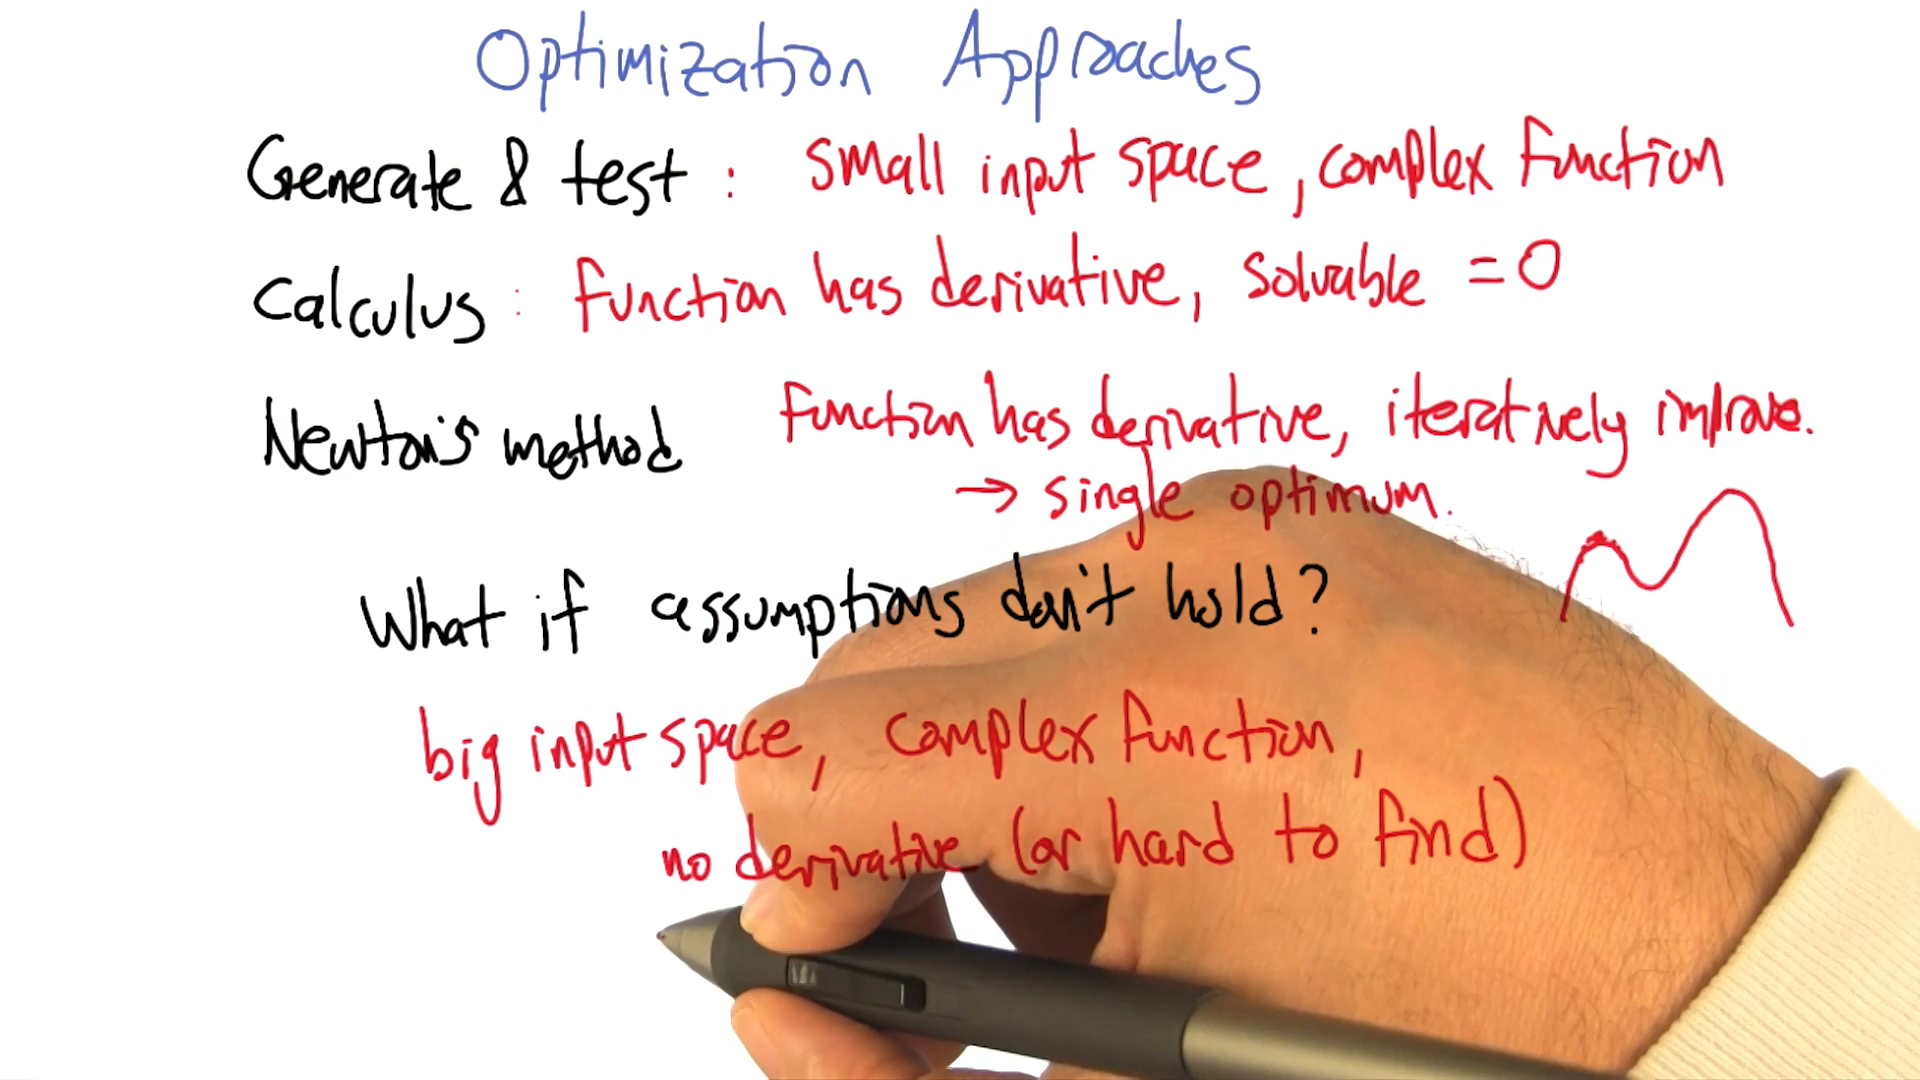 Optimization Approaches
Generate & test : small input space, complex function
Calculus : function has derivative, solvable = 0
Newton's method function has derivative, iteratively improve.
→ single optimum.
What if assumptions don't hold?
big input space, complex function,
no derivative (or hard to find)